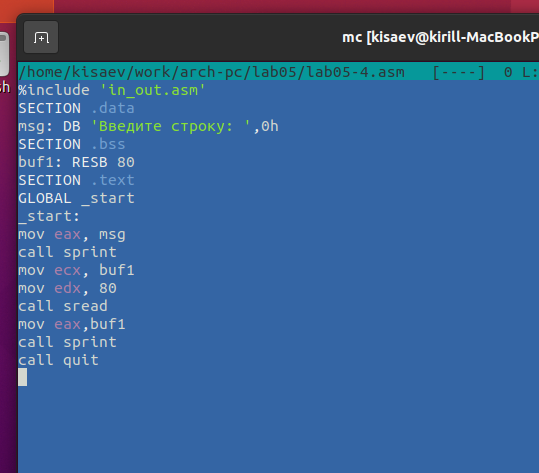 mc [kisaev@kirill-MacBookP
sh
/home/kisaev/work/arch-pc/lab05/lab05-4.asm   [----]  0 L:
%include 'in_out.asm'
SECTION .data
msg: DB 'Введите строку: ',0h
SECTION .bss
buf1: RESB 80
SECTION .text
GLOBAL _start
_start:
mov eax, msg
call sprint
mov ecx, buf1
mov edx, 80
call sread
mov eax,buf1
call sprint
call quit